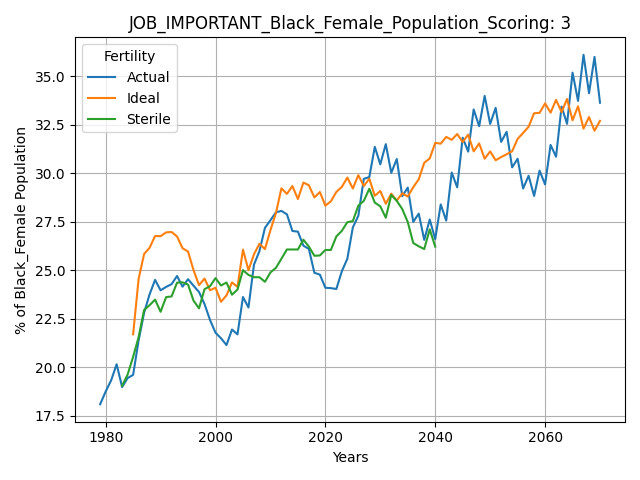 JOB_IMPORTANT_Black_Female_Population_Scoring: 3
Fertility
Actual
Ideal
Sterile
% of Black_Female Population
35.0
32.5
30.0
27.5
25.0
22.5
20.0
17.5
1980 2000 2020 2040 2060
Years